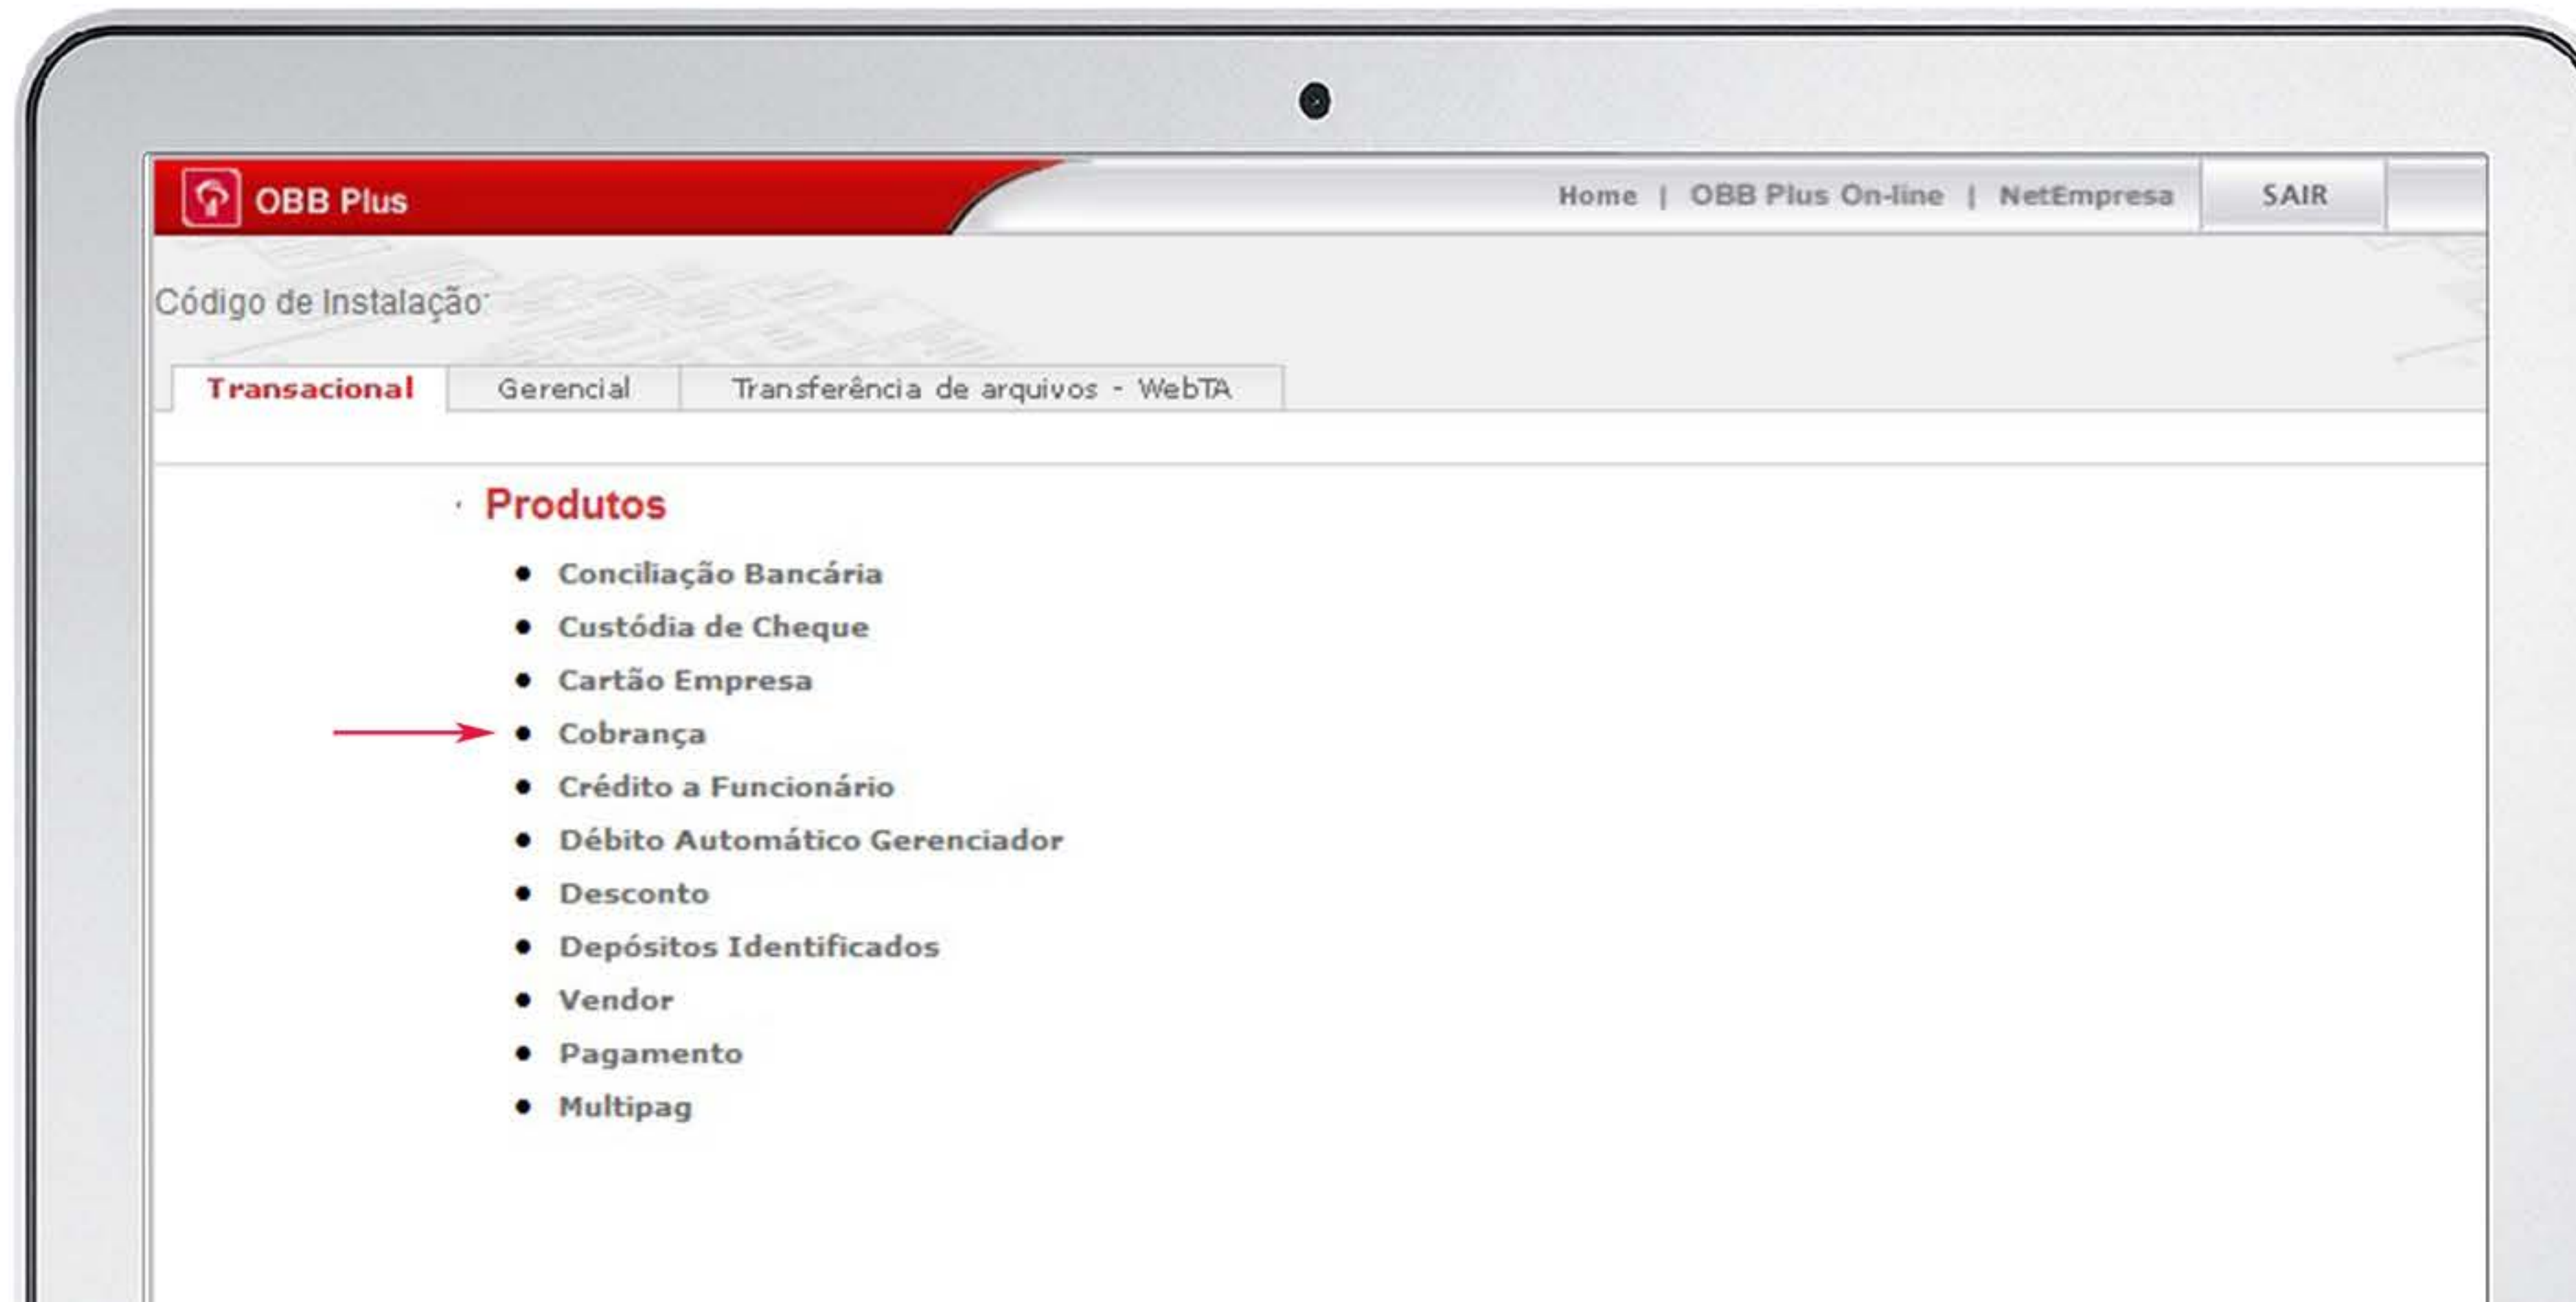 OBB Plus
Home | OBB Plus On-line | NetEmpresa SAIR
Código de Instalação:
Transacional Gerencial Transferência de arquivos - WebTA
Produtos
Conciliação Bancária
Custódia de Cheque
Cartão Empresa
Cobrança
Crédito a Funcionário
Débito Automático Gerenciador
Desconto
Depósitos Identificados
Vendor
Pagamento
Multipag